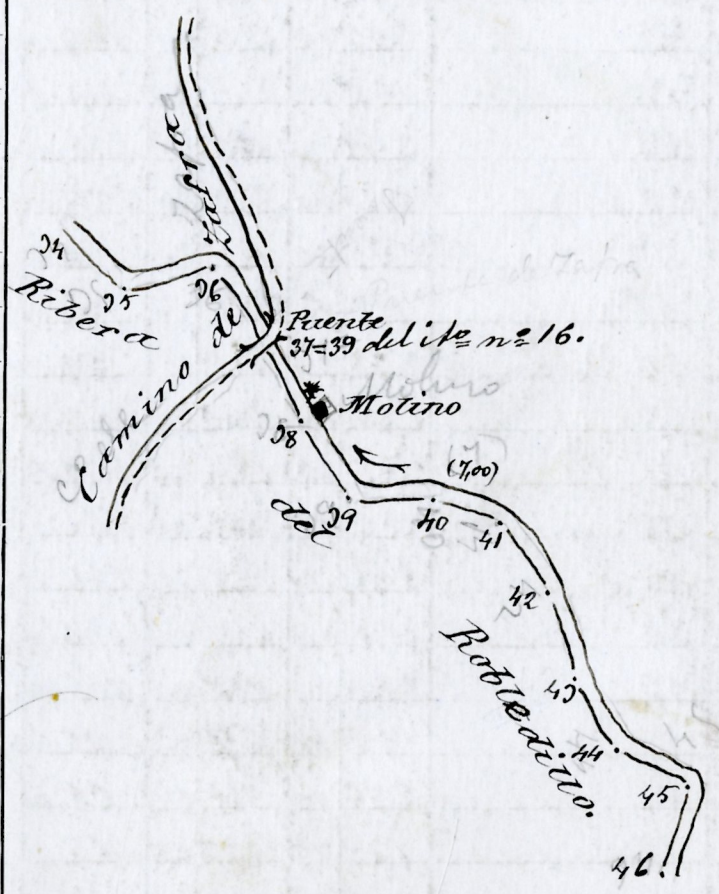 Camino de Zafra
Ribera del Robledillo.
34
35
36
Puente
37=39 del itº nº 16.
Molino
38
(7,00)
39
40
41
42
43
44
45
46